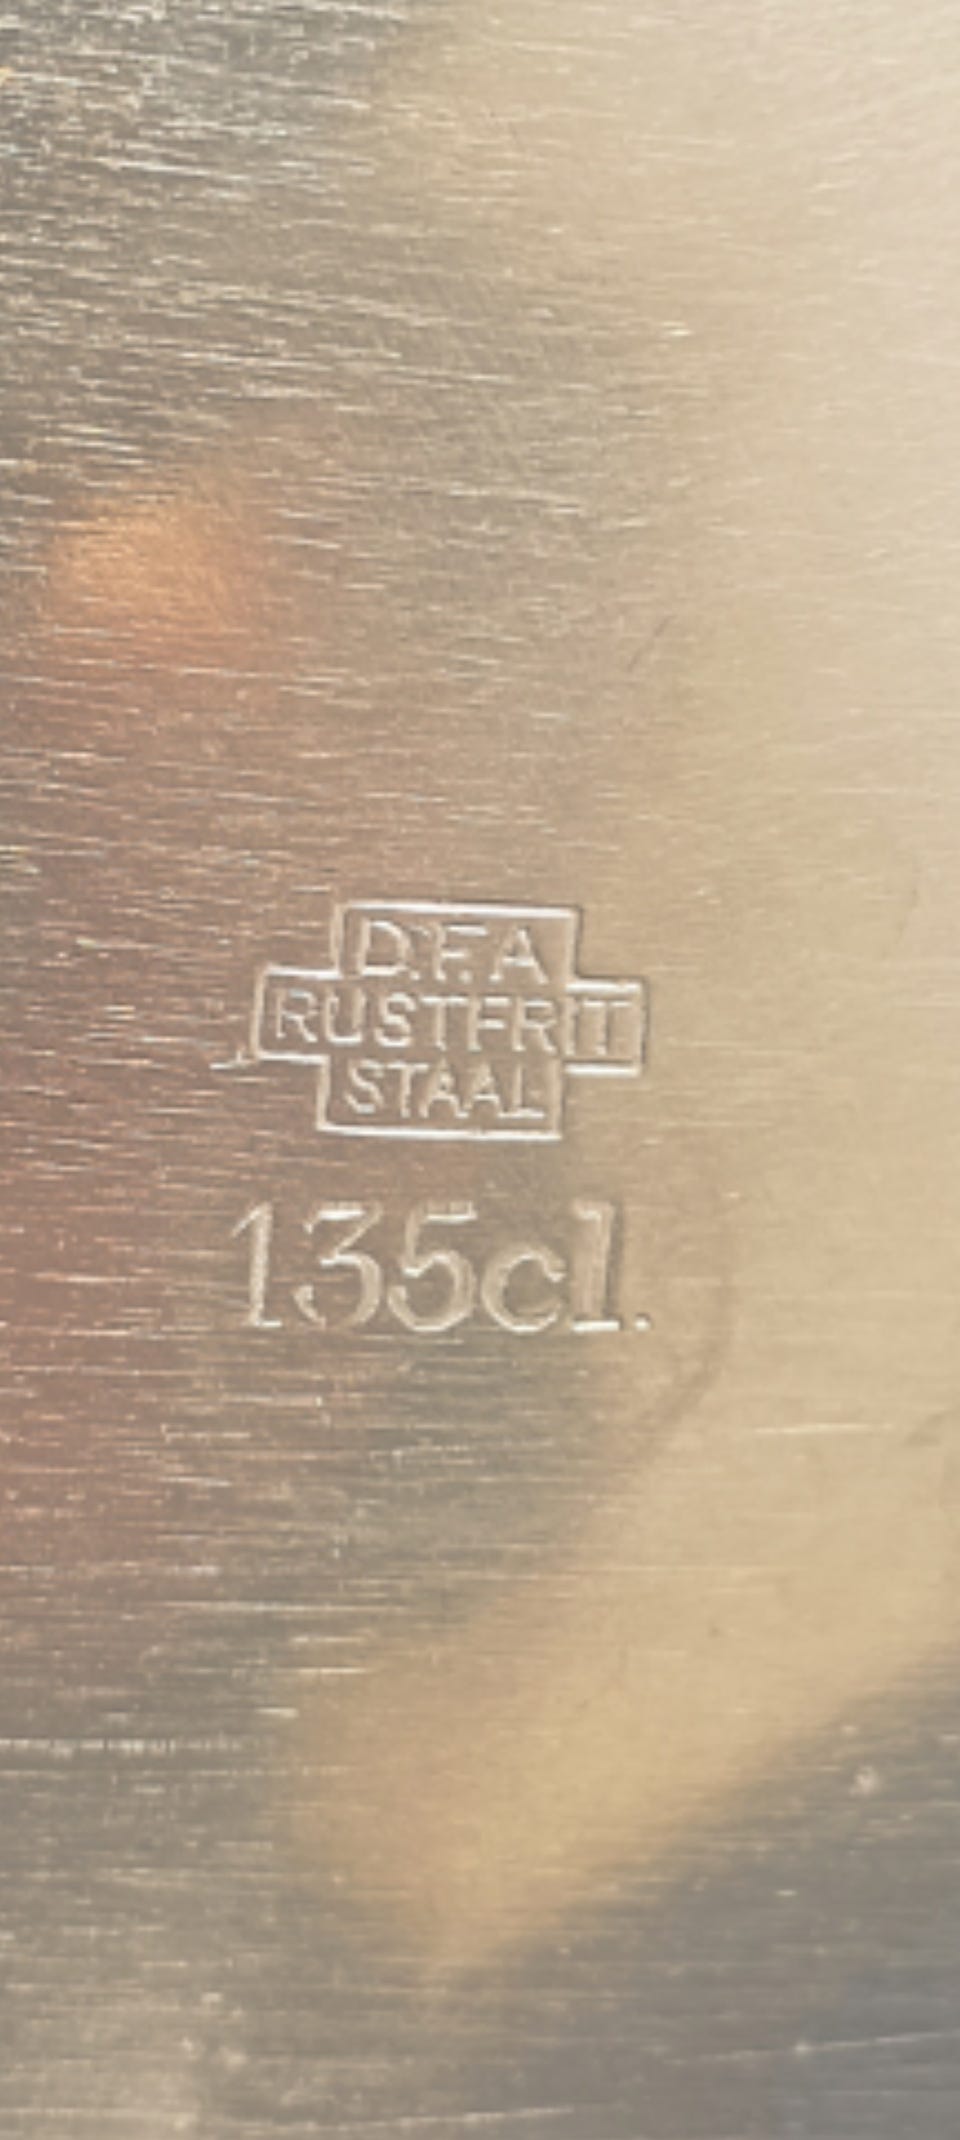 D.F.A
RUSTFRIT
STAAL
135cl.